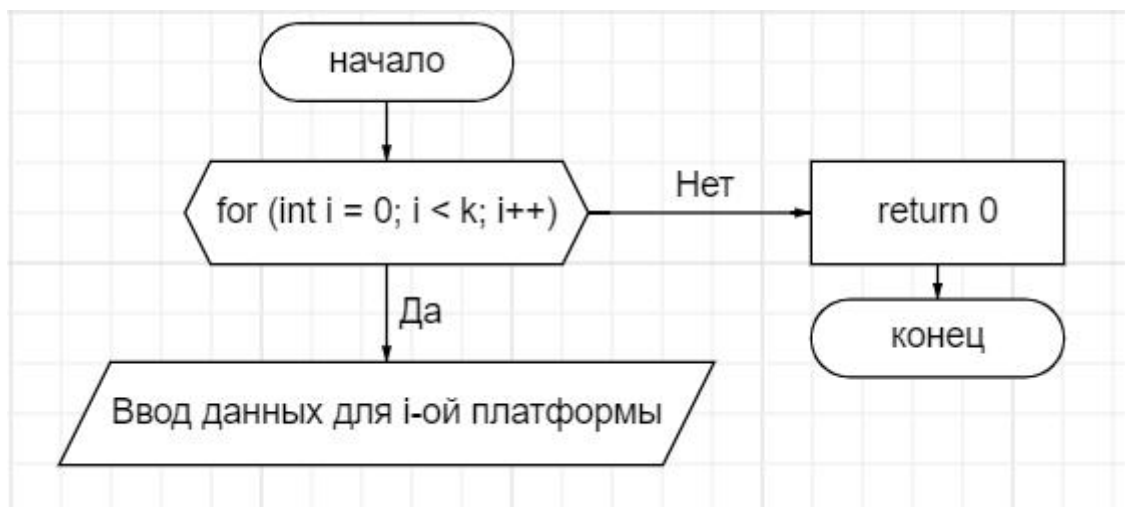 начало
for (int i = 0; i < k; i++)
Нет
return 0
Да
конец
Ввод данных для i-ой платформы